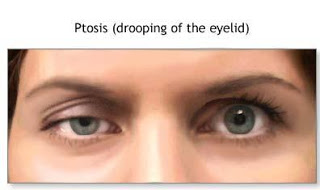 Ptosis (drooping of the eyelid)